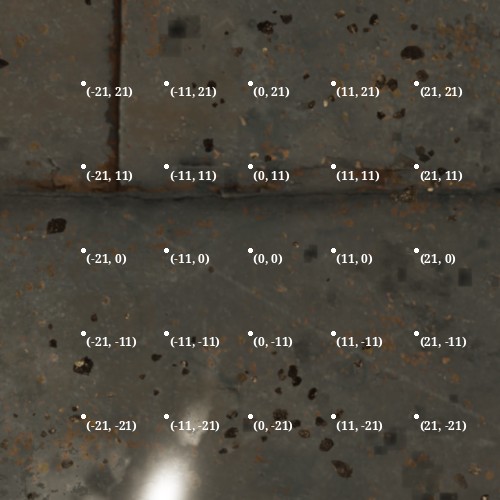 (-21, 21) (-11, 21) (0, 21) (11, 21) (21, 21)
(-21, 11) (-11, 11) (0, 11) (11, 11) (21, 11)
(-21, 0) (-11, 0) (0, 0) (11, 0) (21, 0)
(-21, -11) (-11, -11) (0, -11) (11, -11) (21, -11)
(-21, -21) (-11, -21) (0, -21) (11, -21) (21, -21)